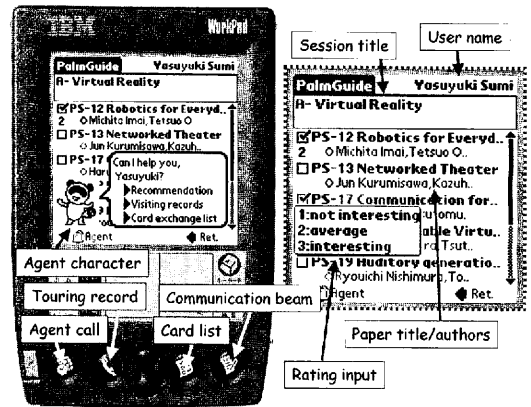 IBM WorkPad
PalmGuide Yasuyuki Sumi
A- Virtual Reality
PS-12 Robotics for Everyd..
2 Michita Imai, Tetsuo O
PS-13 Networked Theater
Jun Kurumisawa, Kazuh..
PS-17
Can I help you,
Yasuyuki?
Recommendation
Visiting records
Card exchange list
Agent Ret.
Agent character
Touring record
Communication beam
Agent call
Card list
Session title
User name
PalmGuide Yasuyuki Sumi
A- Virtual Reality
PS-12 Robotics for Everyd..
2 Michita Imai, Tetsuo O..
PS-13 Networked Theater
Jun Kurumisawa, Kazuh..
PS-17 Communication for..
1:not interesting
2:average
3:interesting
PS-19 Auditory generatio..
Ryouichi Nishimura, To..
Agent Ret.
Paper title/authors
Rating input